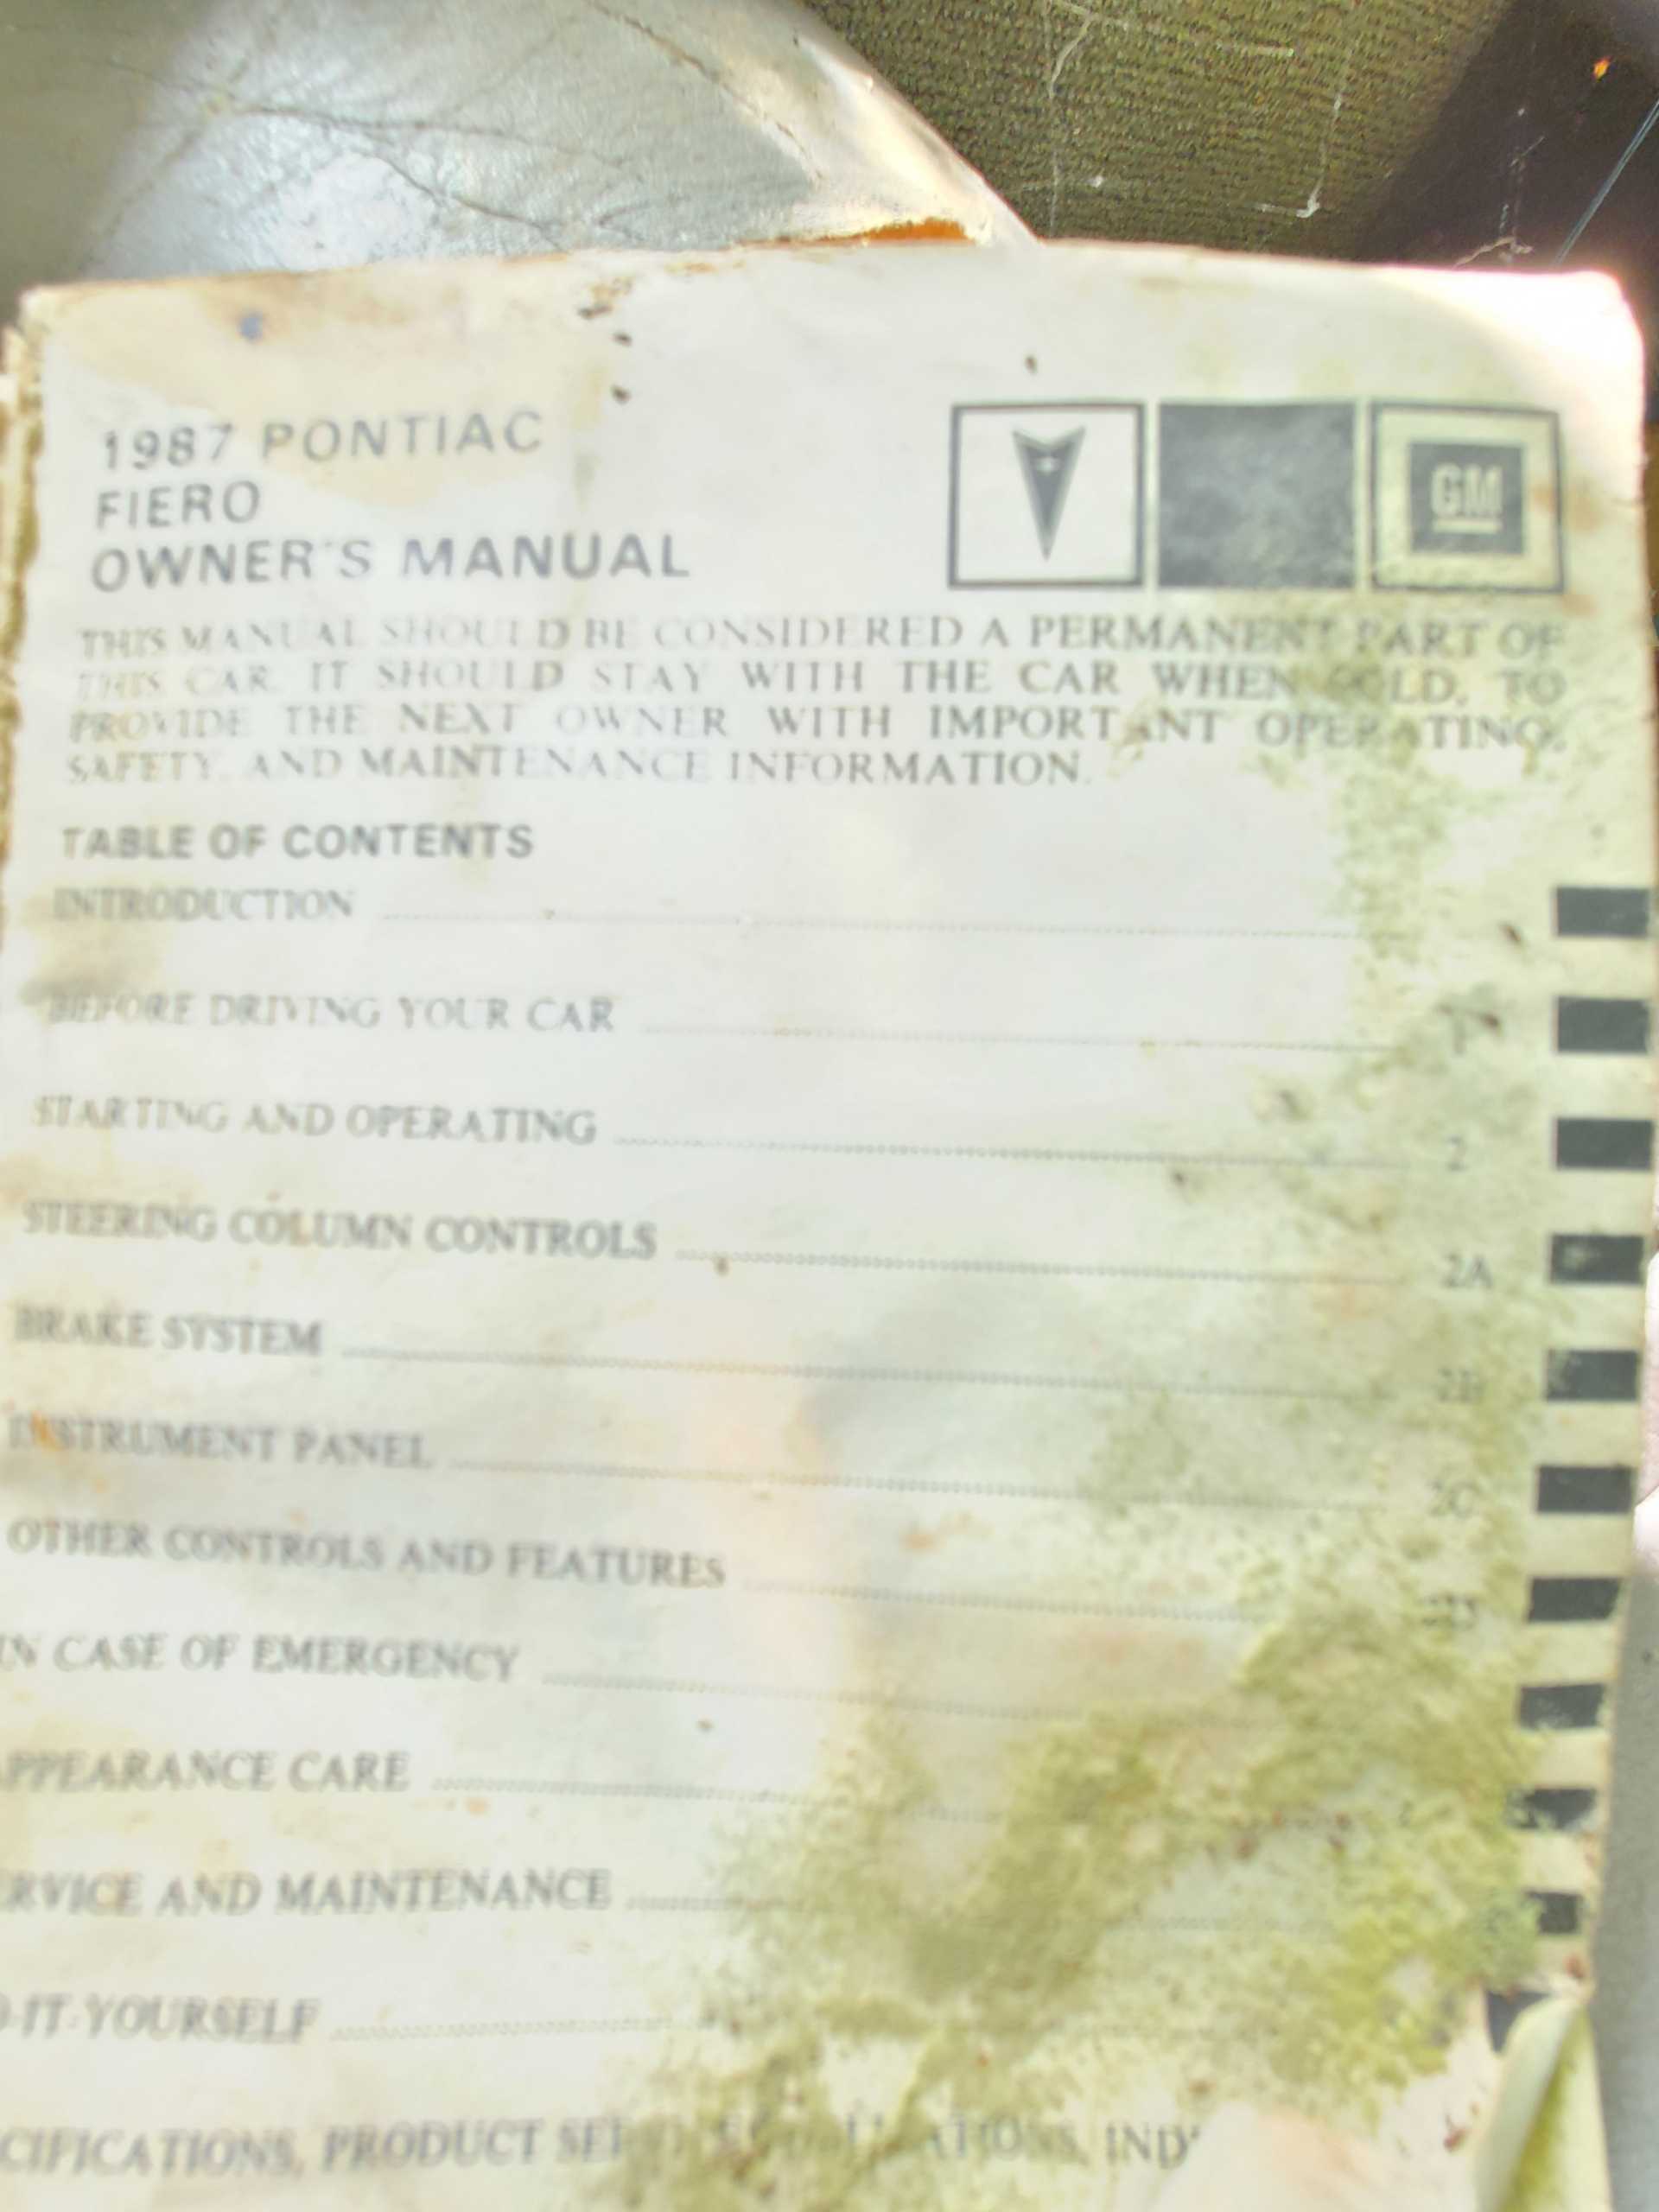 1987 PONTIAC
FIERO
OWNER'S MANUAL
GM
THIS MANUAL SHOULD BE CONSIDERED A PERMANENT PART OF
THIS CAR. IT SHOULD STAY WITH THE CAR WHEN SOLD, TO
PROVIDE THE NEXT OWNER WITH IMPORTANT OPERATING,
SAFETY, AND MAINTENANCE INFORMATION.
TABLE OF CONTENTS
INTRODUCTION
BEFORE DRIVING YOUR CAR 1
STARTING AND OPERATING 2
STEERING COLUMN CONTROLS 2A
BRAKE SYSTEM 2B
INSTRUMENT PANEL 2C
OTHER CONTROLS AND FEATURES
IN CASE OF EMERGENCY
PPEARANCE CARE
RVICE AND MAINTENANCE
-IT-YOURSELF
CIFICATIONS, PRODUCT